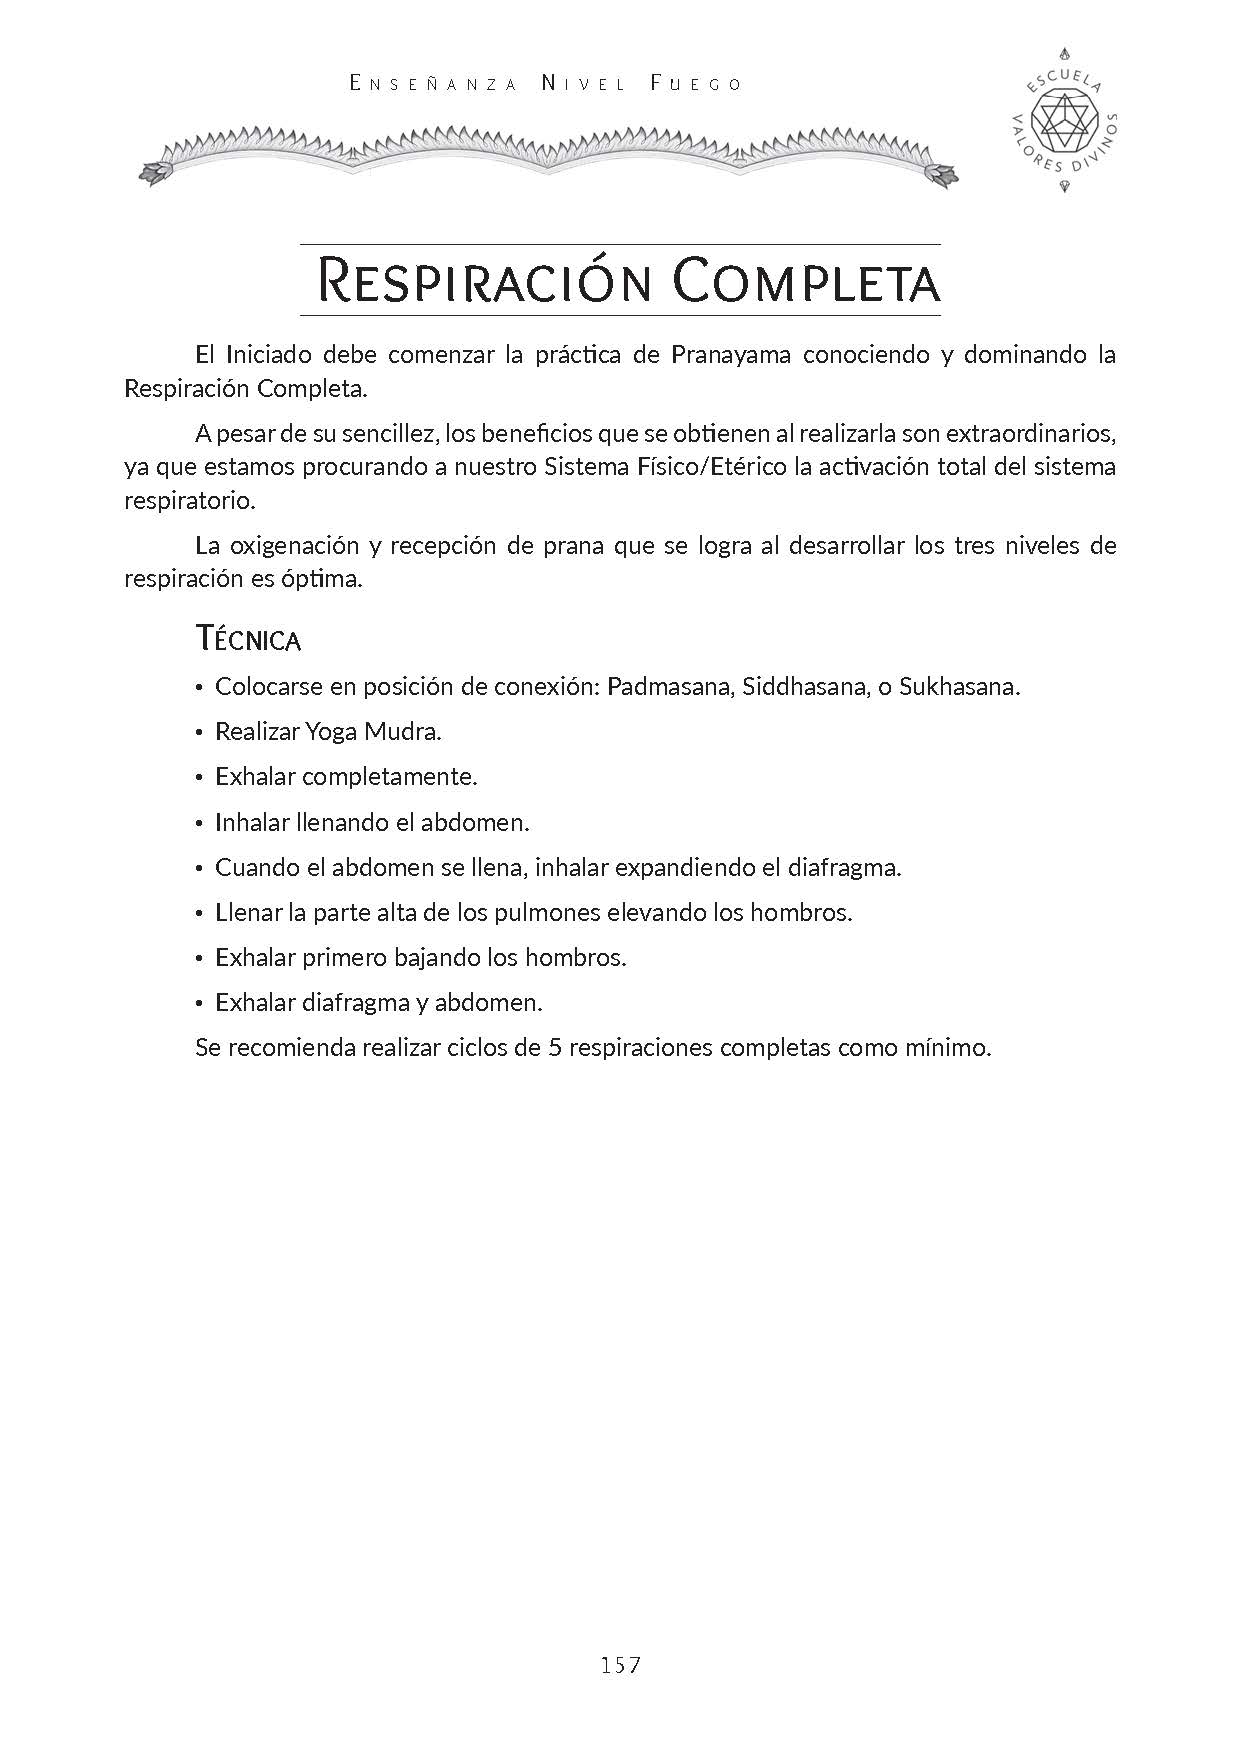 Enseñanza Nivel Fuego
ESCUELA
VALORES DIVINOS
Respiración Completa
El Iniciado debe comenzar la práctica de Pranayama conociendo y dominando la
Respiración Completa.
A pesar de su sencillez, los beneficios que se obtienen al realizarla son extraordinarios,
ya que estamos procurando a nuestro Sistema Físico/Etérico la activación total del sistema
respiratorio.
La oxigenación y recepción de prana que se logra al desarrollar los tres niveles de
respiración es óptima.
Técnica
• Colocarse en posición de conexión: Padmasana, Siddhasana, o Sukhasana.
• Realizar Yoga Mudra.
• Exhalar completamente.
• Inhalar llenando el abdomen.
• Cuando el abdomen se llena, inhalar expandiendo el diafragma.
• Llenar la parte alta de los pulmones elevando los hombros.
• Exhalar primero bajando los hombros.
• Exhalar diafragma y abdomen.
Se recomienda realizar ciclos de 5 respiraciones completas como mínimo.
157